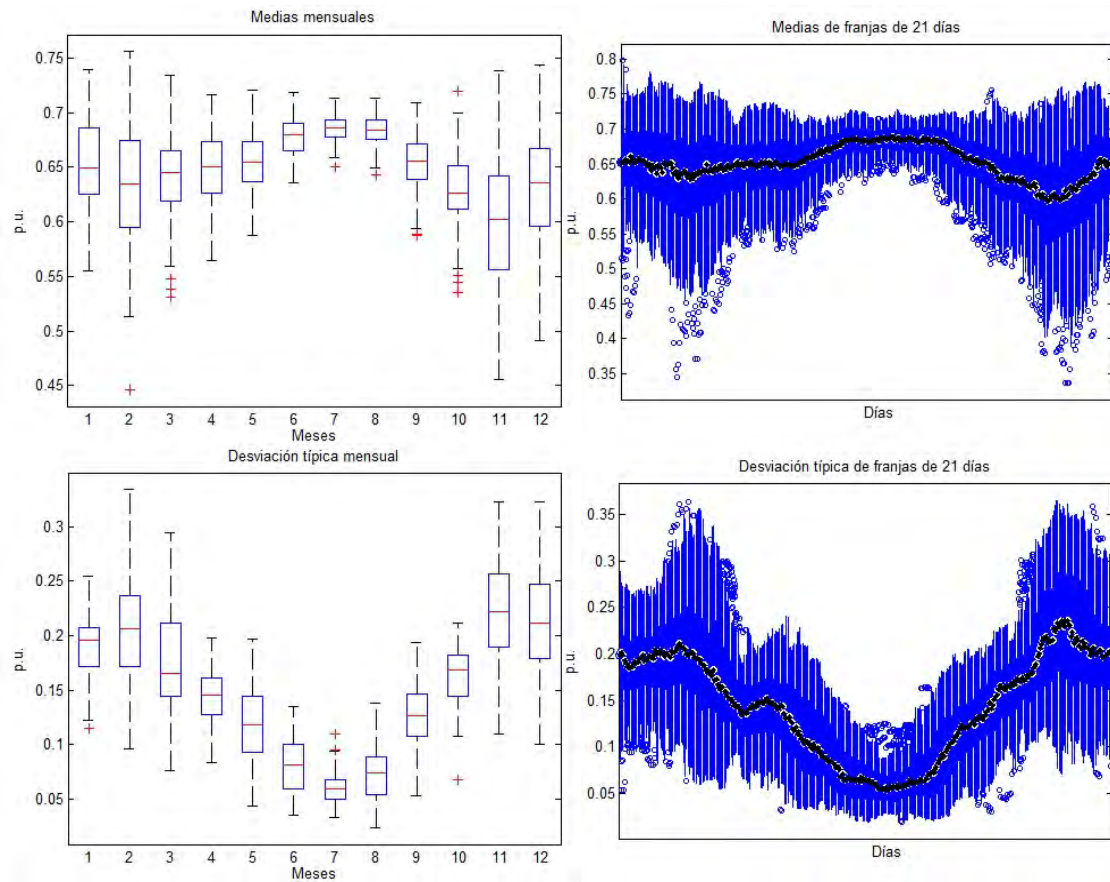 Medias mensuales
0.75
0.7
0.65
0.6
0.55
0.5
0.45
p.u.
1 2 3 4 5 6 7 8 9 10 11 12
Meses
Medias de franjas de 21 días
0.8
0.75
0.7
0.65
0.6
0.55
0.5
0.45
0.4
0.35
p.u.
Días
Desviación típica mensual
0.3
0.25
0.2
0.15
0.1
0.05
p.u.
1 2 3 4 5 6 7 8 9 10 11 12
Meses
Desviación típica de franjas de 21 días
0.35
0.3
0.25
0.2
0.15
0.1
0.05
p.u.
Días